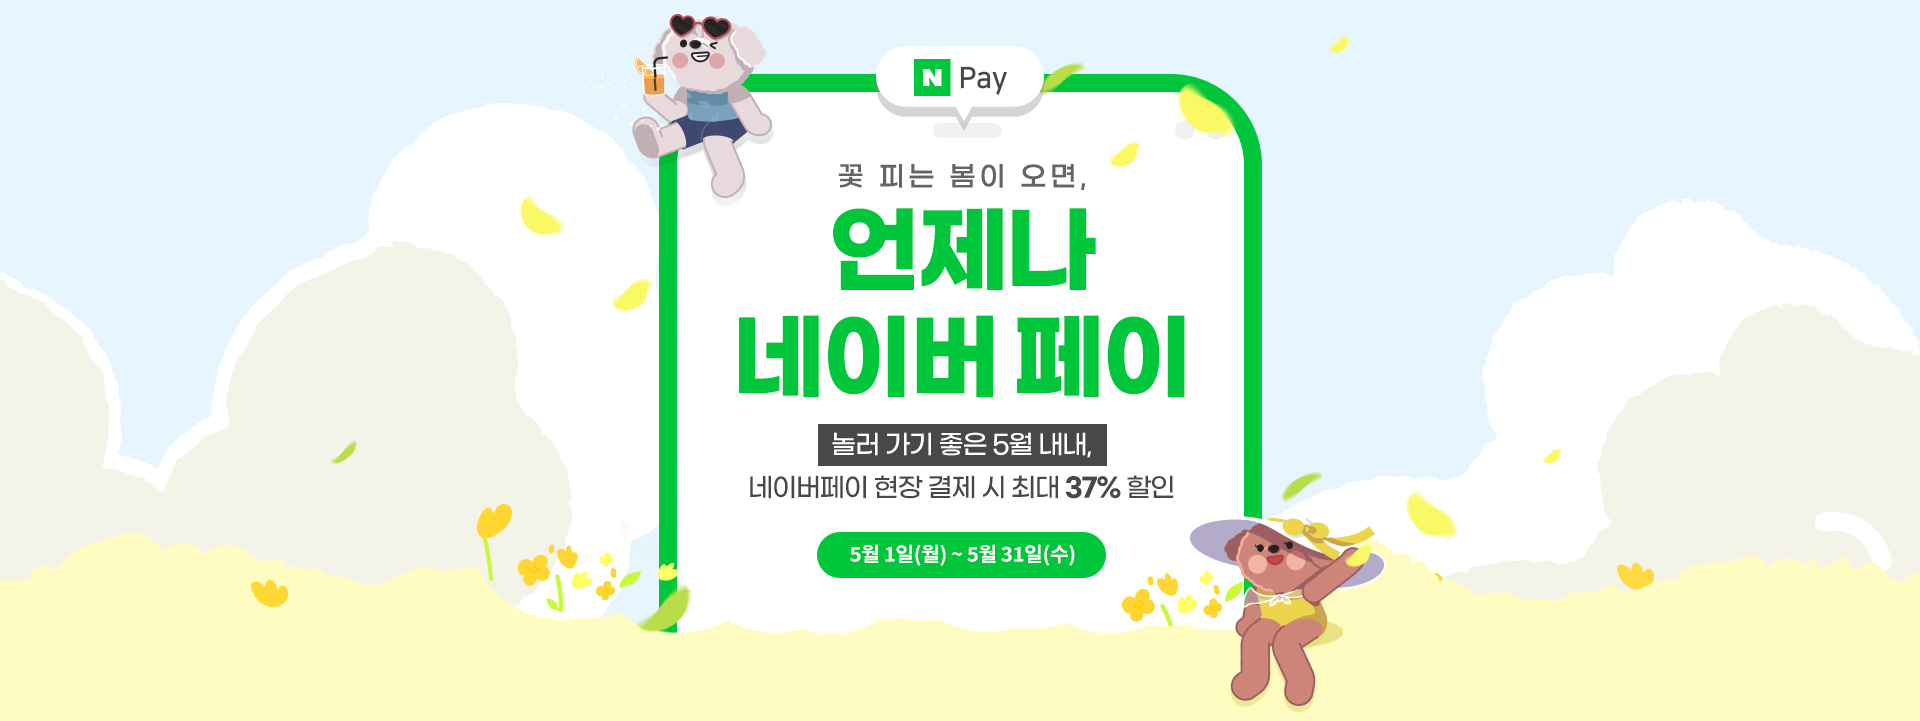 N Pay
꽃 피는 봄이 오면,
언제나
네이버 페이
놀러 가기 좋은 5월 내내,
네이버페이 현장 결제 시 최대 37% 할인
5월 1일(월) ~ 5월 31일(수)